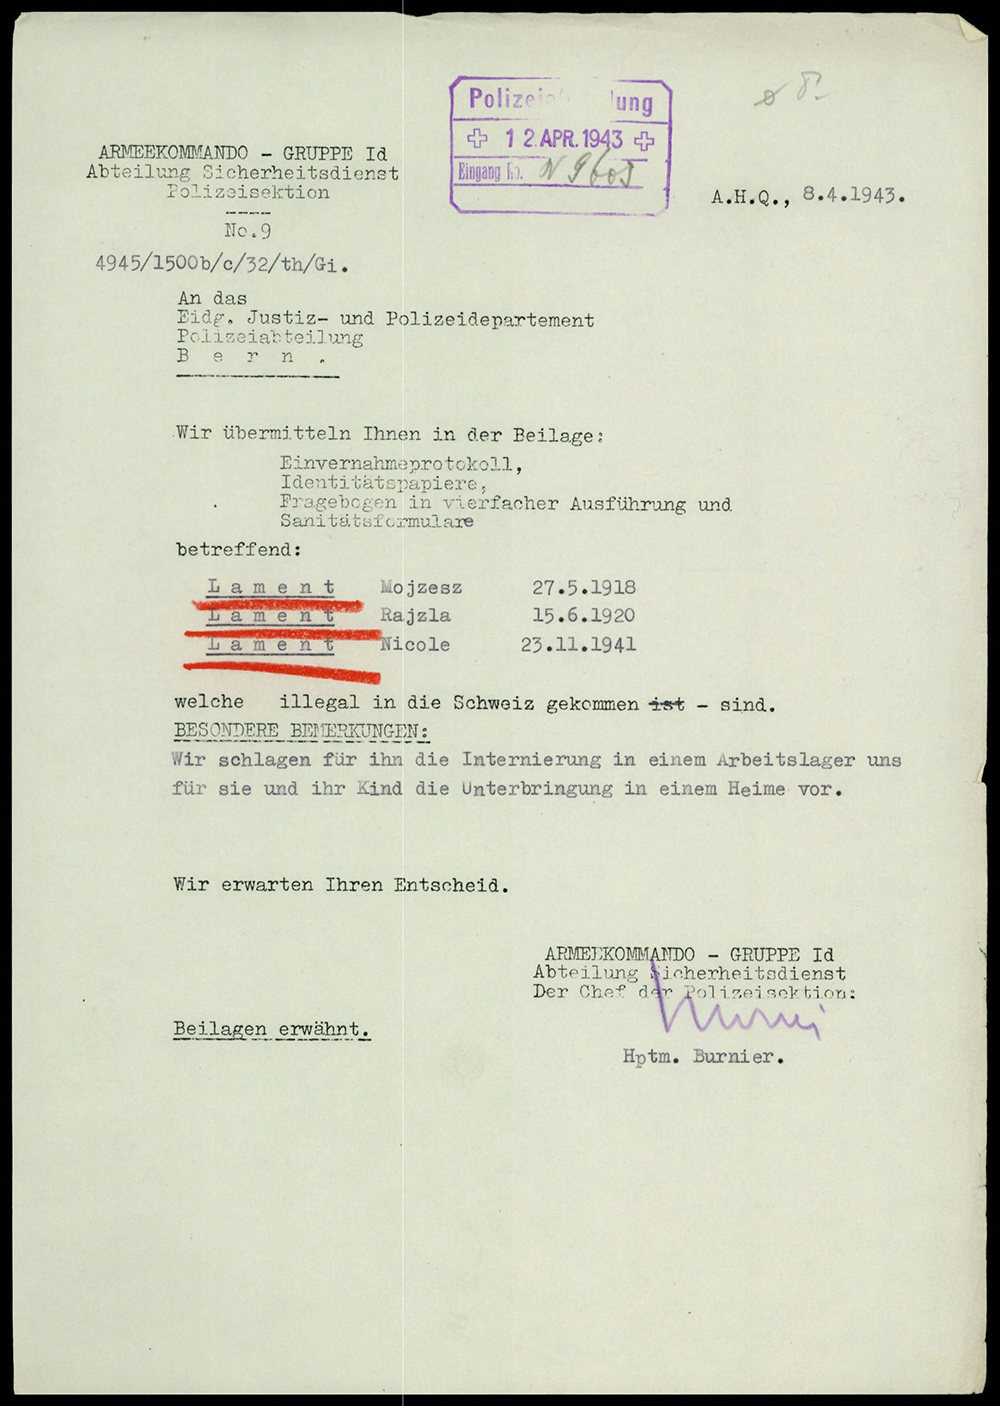 Polizei ung
12. APR. 1943
Eingang No. N 9603
ARMEEKOMMANDO - GRUPPE Id
Abteilung Sicherheitsdienst
Polizeisektion
No. 9
4945/1500b/c/32/th/Gi.
A.H.Q., 8.4.1943.
An das
Eidg. Justiz- und Polizeidepartement
Polizeiabteilung
B e r n .
Wir übermitteln Ihnen in der Beilage:
Einvernahmeprotokoll,
Identitätspapiere,
Fragebogen in vierfacher Ausführung und
Sanitätsformulare
betreffend:
L a m e n t Mojzesz 27.5.1918
L a m e n t Rajzla 15.6.1920
L a m e n t Nicole 23.11.1941
welche illegal in die Schweiz gekommen ist - sind.
BESONDERE BEMERKUNGEN:
Wir schlagen für ihn die Internierung in einem Arbeitslager uns
für sie und ihr Kind die Unterbringung in einem Heime vor.
Wir erwarten Ihren Entscheid.
ARMEEKOMMANDO - GRUPPE Id
Abteilung Sicherheitsdienst
Der Chef der Polizeisektion:
Hptm. Burnier.
Beilagen erwähnt.